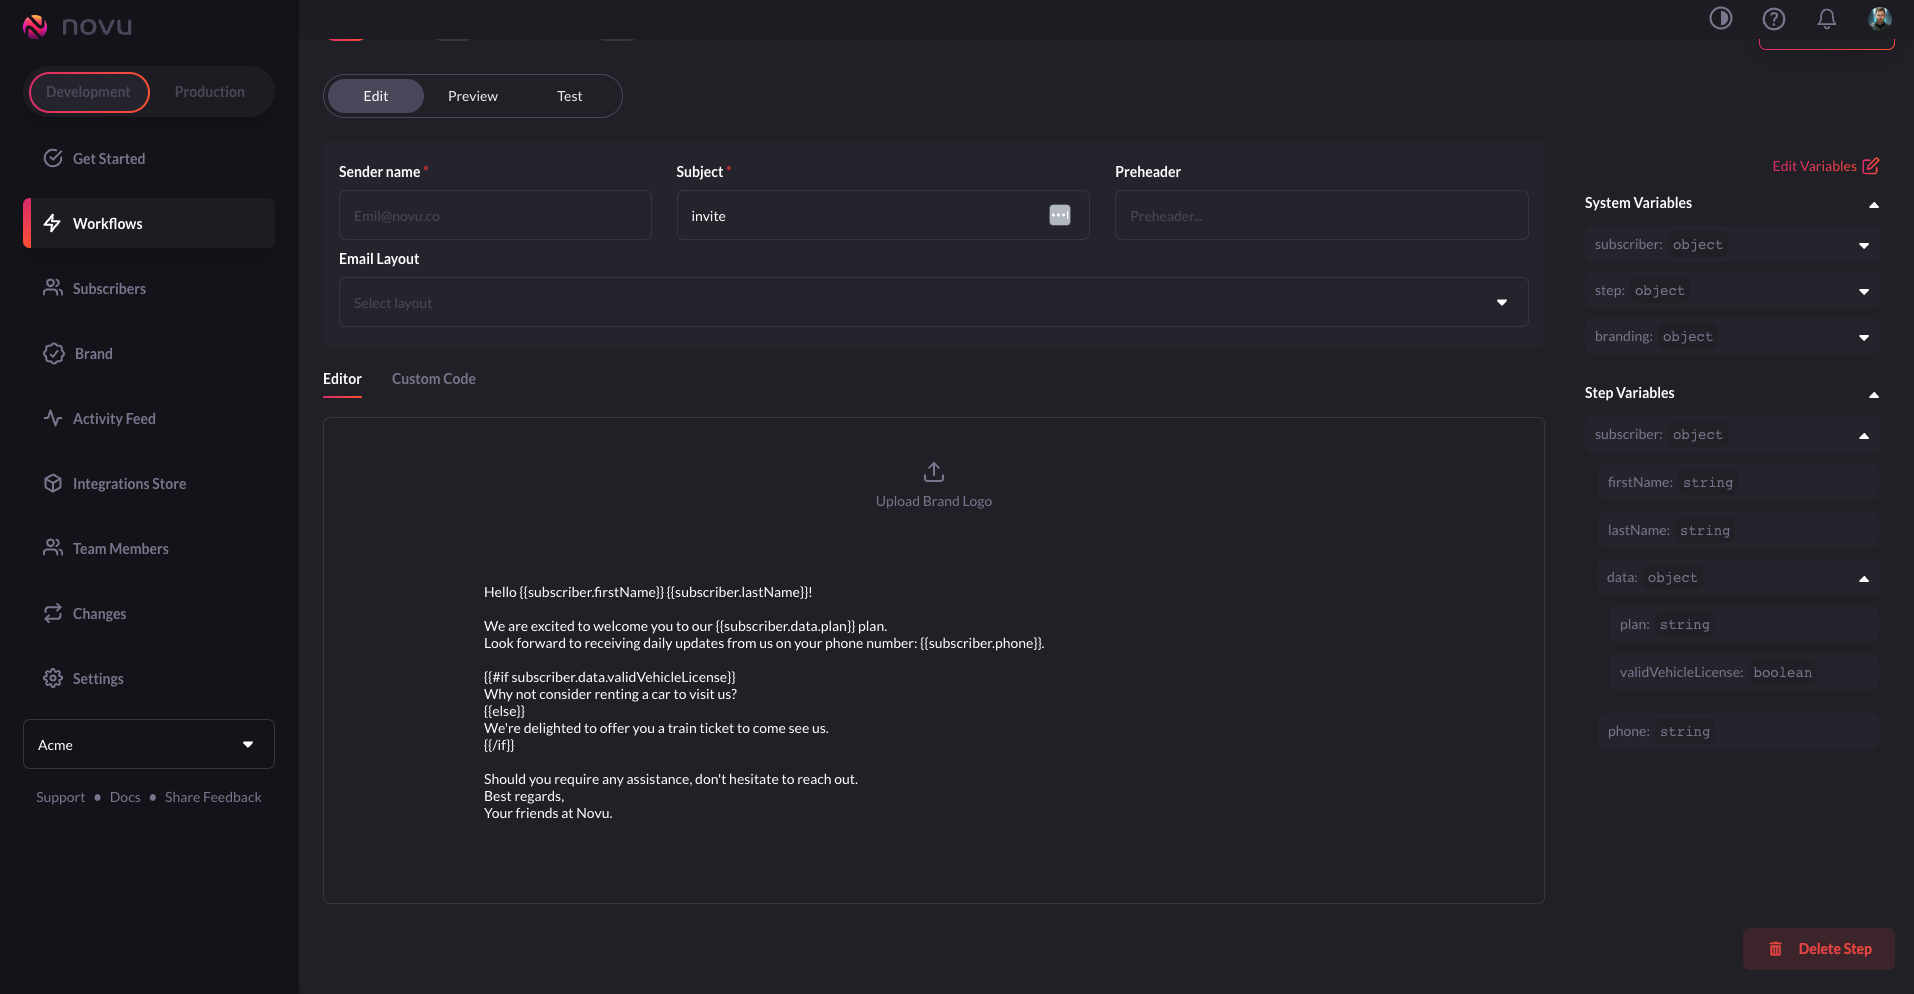 novu
Development
Production
Get Started
Workflows
Subscribers
Brand
Activity Feed
Integrations Store
Team Members
Changes
Settings
Acme
Support • Docs • Share Feedback
Edit
Preview
Test
Sender name *
Emil@novu.co
Subject *
invite
Preheader
Preheader...
Email Layout
Select layout
Editor
Custom Code
Upload Brand Logo
Hello {{subscriber.firstName}} {{subscriber.lastName}}!
We are excited to welcome you to our {{subscriber.data.plan}} plan.
Look forward to receiving daily updates from us on your phone number: {{subscriber.phone}}.
{{#if subscriber.data.validVehicleLicense}}
Why not consider renting a car to visit us?
{{else}}
We're delighted to offer you a train ticket to come see us.
{{/if}}
Should you require any assistance, don't hesitate to reach out.
Best regards,
Your friends at Novu.
Edit Variables
System Variables
subscriber: object
step: object
branding: object
Step Variables
subscriber: object
firstName: string
lastName: string
data: object
plan: string
validVehicleLicense: boolean
phone: string
Delete Step